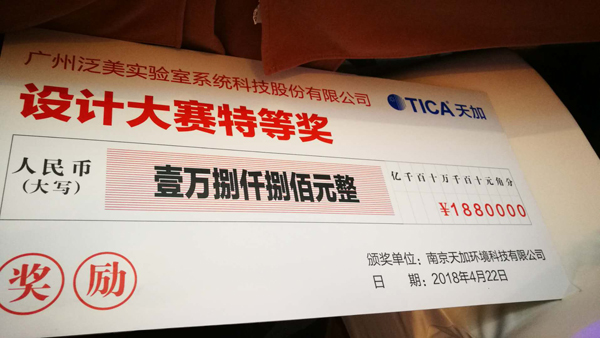 广州泛美实验室系统科技股份有限公司
TICA 天加
设计大赛特等奖
人民币
(大写)
壹万捌仟捌佰元整
亿千百十万千百十元角分
¥1880000
奖励
颁奖单位：南京天加环境科技有限公司
日 期：2018年4月22日